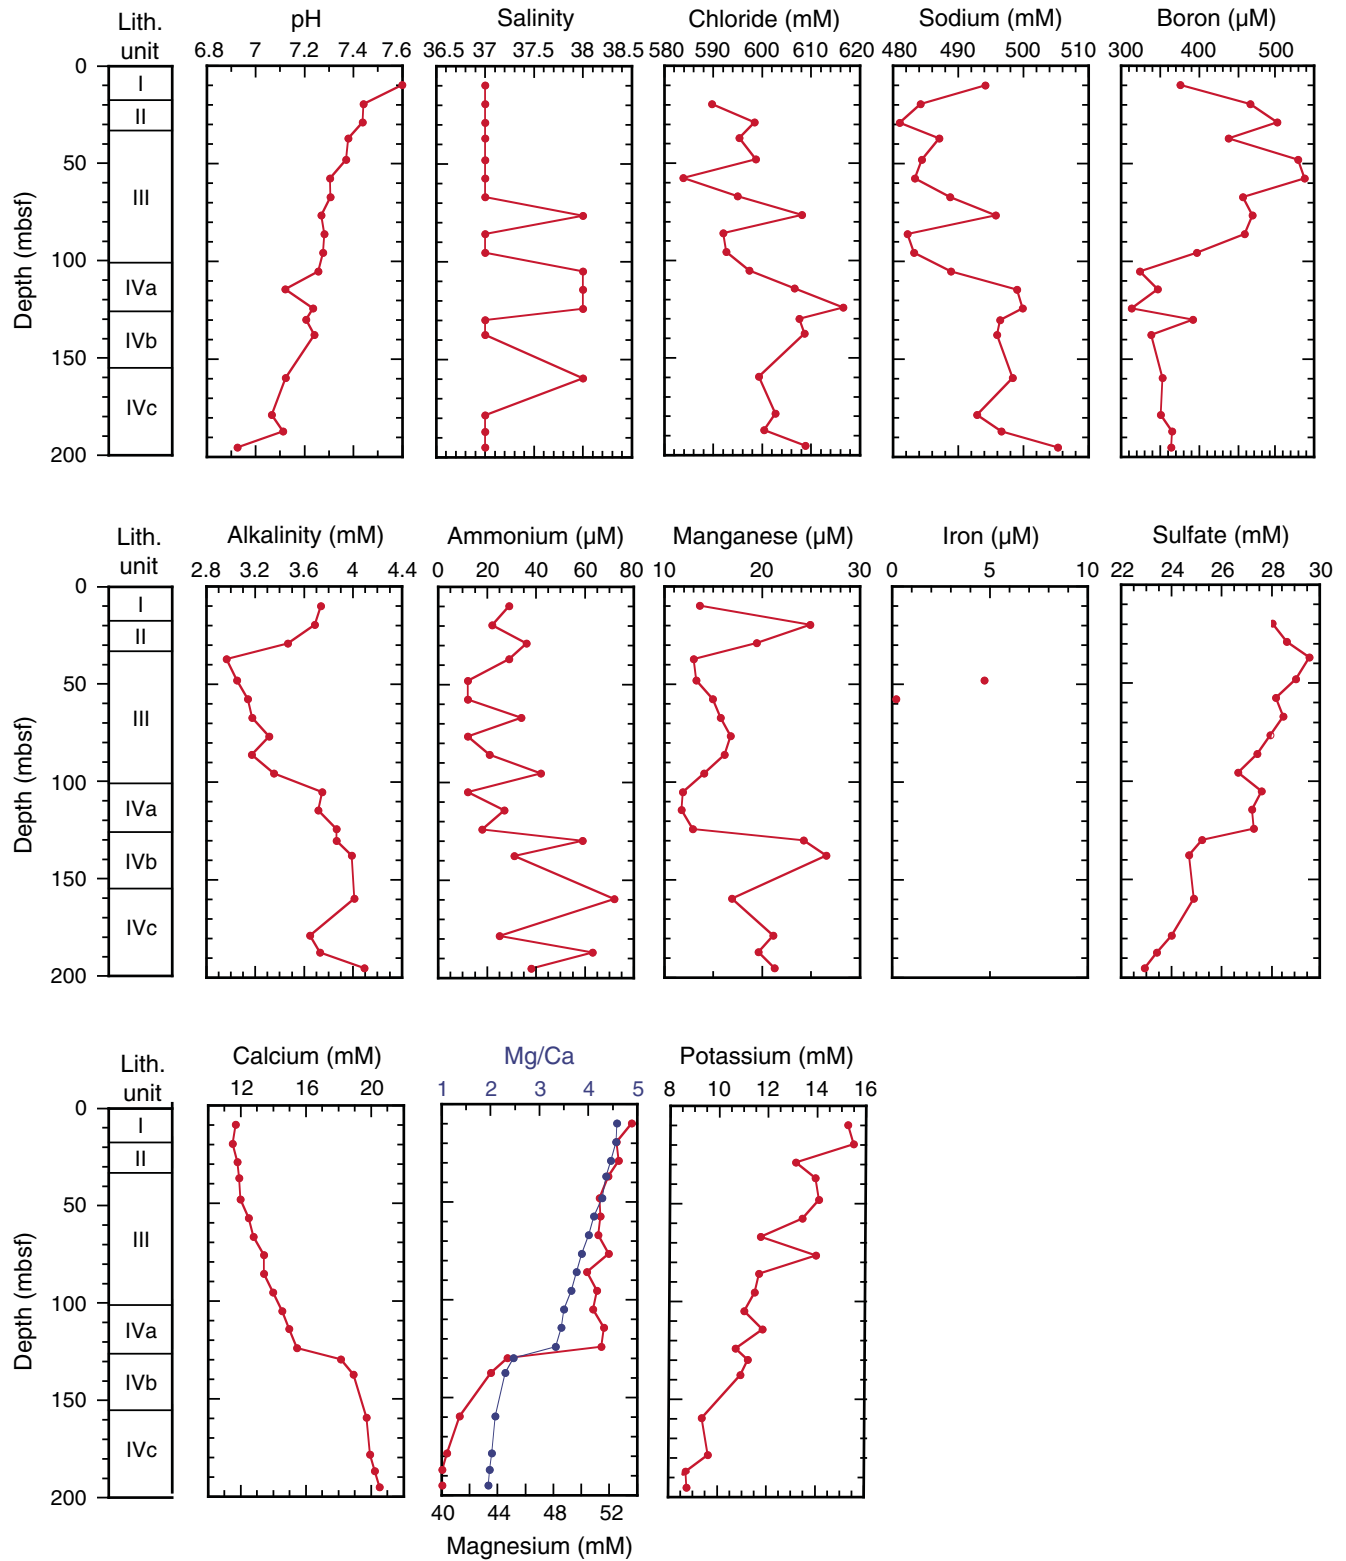 Lith. unit
pH
6.8 7 7.2 7.4 7.6
Salinity
36.5 37 37.5 38 38.5
Chloride (mM)
580 590 600 610 620
Sodium (mM)
480 490 500 510
Boron (µM)
300 400 500
Depth (mbsf)
0
50
100
150
200
I
II
III
IVa
IVb
IVc
Lith. unit
Alkalinity (mM)
2.8 3.2 3.6 4 4.4
Ammonium (µM)
0 20 40 60 80
Manganese (µM)
10 20 30
Iron (µM)
0 5 10
Sulfate (mM)
22 24 26 28 30
Depth (mbsf)
0
50
100
150
200
I
II
III
IVa
IVb
IVc
Lith. unit
Calcium (mM)
12 16 20
Mg/Ca
1 2 3 4 5
Potassium (mM)
8 10 12 14 16
Depth (mbsf)
0
50
100
150
200
I
II
III
IVa
IVb
IVc
40 44 48 52
Magnesium (mM)